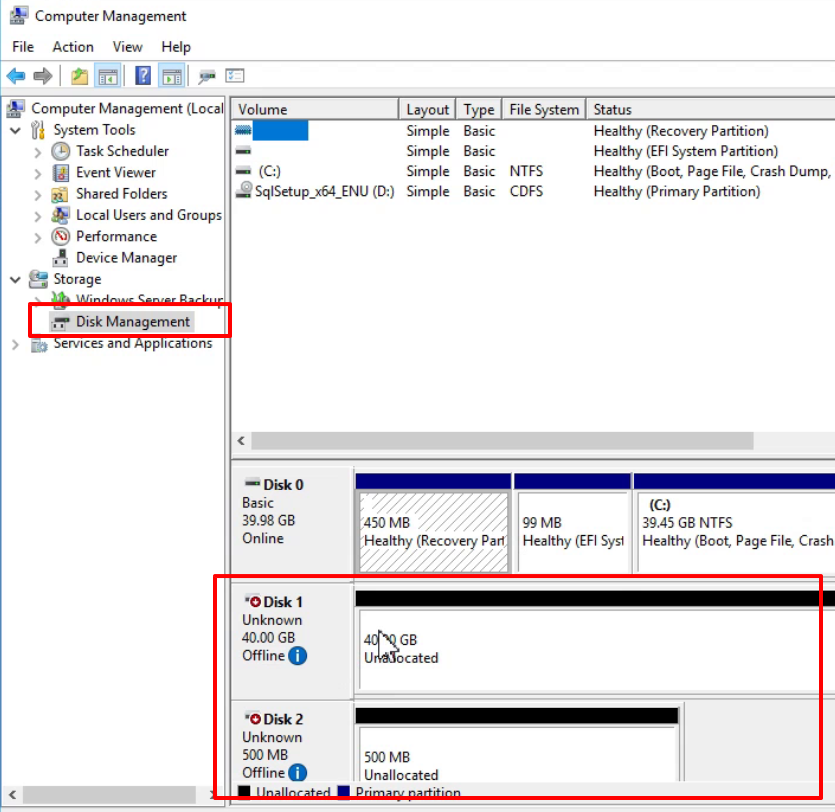 Computer Management
File Action View Help
Computer Management (Local
System Tools
Task Scheduler
Event Viewer
Shared Folders
Local Users and Groups
Performance
Device Manager
Storage
Windows Server Backup
Disk Management
Services and Applications
Volume Layout Type File System Status
Simple Basic Healthy (Recovery Partition)
Simple Basic Healthy (EFI System Partition)
(C:) Simple Basic NTFS Healthy (Boot, Page File, Crash Dump,
SqlSetup_x64_ENU (D:) Simple Basic CDFS Healthy (Primary Partition)
Disk 0
Basic
39.98 GB
Online
450 MB
Healthy (Recovery Part
99 MB
Healthy (EFI Syst
(C:)
39.45 GB NTFS
Healthy (Boot, Page File, Crash
Disk 1
Unknown
40.00 GB
Offline
40.00 GB
Unallocated
Disk 2
Unknown
500 MB
Offline
500 MB
Unallocated
Unallocated Primary partition